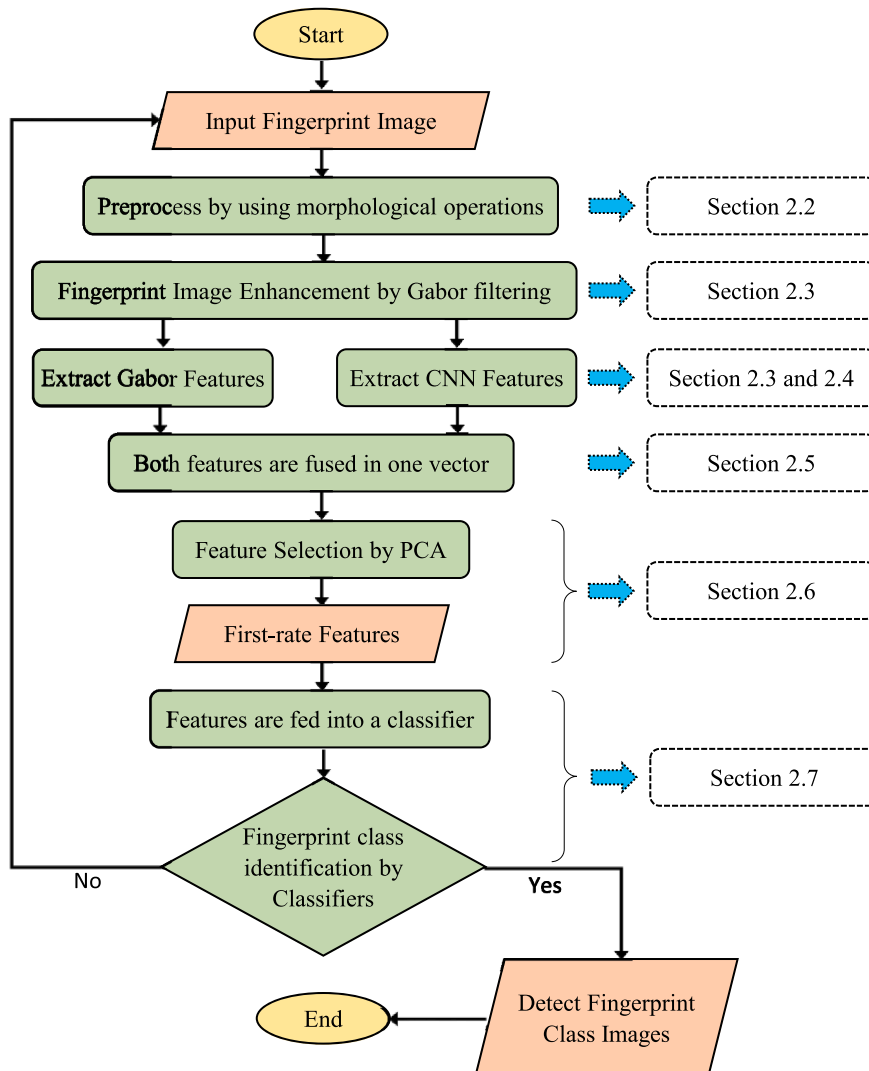 Start
Input Fingerprint Image
Preprocess by using morphological operations
Section 2.2
Fingerprint Image Enhancement by Gabor filtering
Section 2.3
Extract Gabor Features
Extract CNN Features
Section 2.3 and 2.4
Both features are fused in one vector
Section 2.5
Feature Selection by PCA
Section 2.6
First-rate Features
Features are fed into a classifier
Section 2.7
Fingerprint class
identification by
Classifiers
No
Yes
Detect Fingerprint
Class Images
End